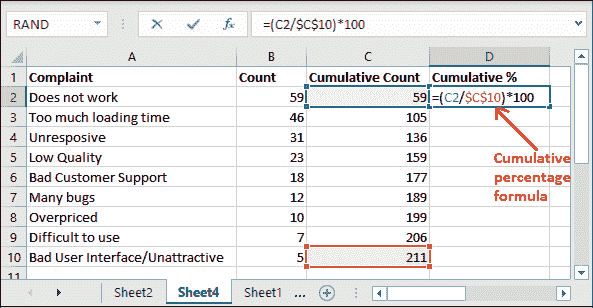 RAND =(C2/$C$10)*100
A B C D
1 Complaint Count Cumulative Count Cumulative %
2 Does not work 59 59 =(C2/$C$10)*100
3 Too much loading time 46 105
4 Unresposive 31 136
5 Low Quality 23 159
6 Bad Customer Support 18 177
7 Many bugs 12 189
8 Overpriced 10 199
9 Difficult to use 7 206
10 Bad User Interface/Unattractive 5 211
11
Cumulative
percentage
formula
Sheet2 Sheet4 Sheet1 ...